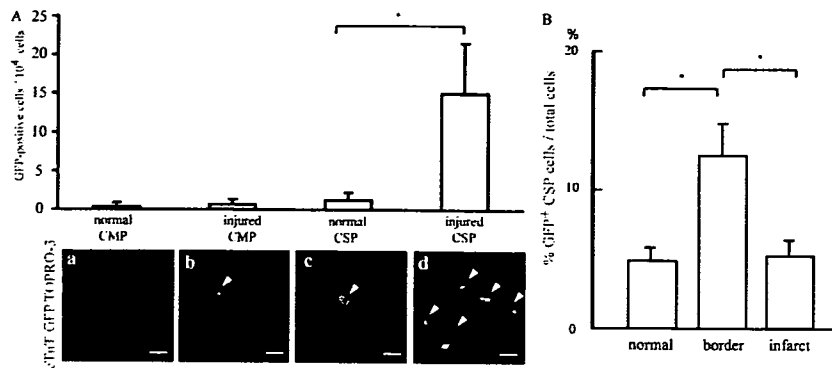 A
GFP-positive cells / 10⁴ cells
25
20
15
10
5
0
*
normal CMP
injured CMP
normal CSP
injured CSP
cTnT GFP TOPRO-3
a
b
c
d
B
%
% GFP⁺ CSP cells / total cells
20
10
0
*
*
normal
border
infarct